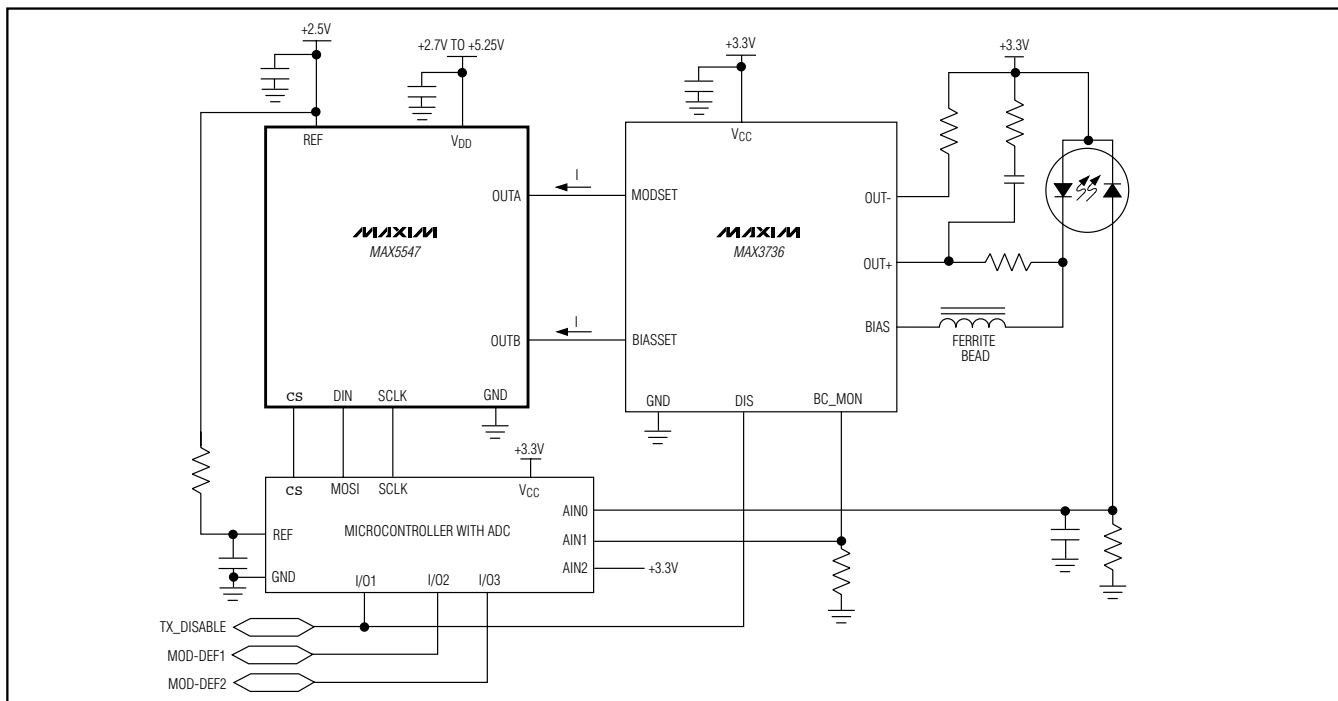 +2.5V
+2.7V TO +5.25V
+3.3V
+3.3V
REF
VDD
VCC
OUTA
I
MODSET
OUT-
MAXIM
MAX5547
MAXIM
MAX3736
OUT+
OUTB
I
BIASSET
BIAS
FERRITE
BEAD
CS
DIN
SCLK
GND
GND
DIS
BC_MON
+3.3V
CS
MOSI
SCLK
VCC
AIN0
REF
MICROCONTROLLER WITH ADC
AIN1
AIN2
+3.3V
GND
I/O1
I/O2
I/O3
TX_DISABLE
MOD-DEF1
MOD-DEF2